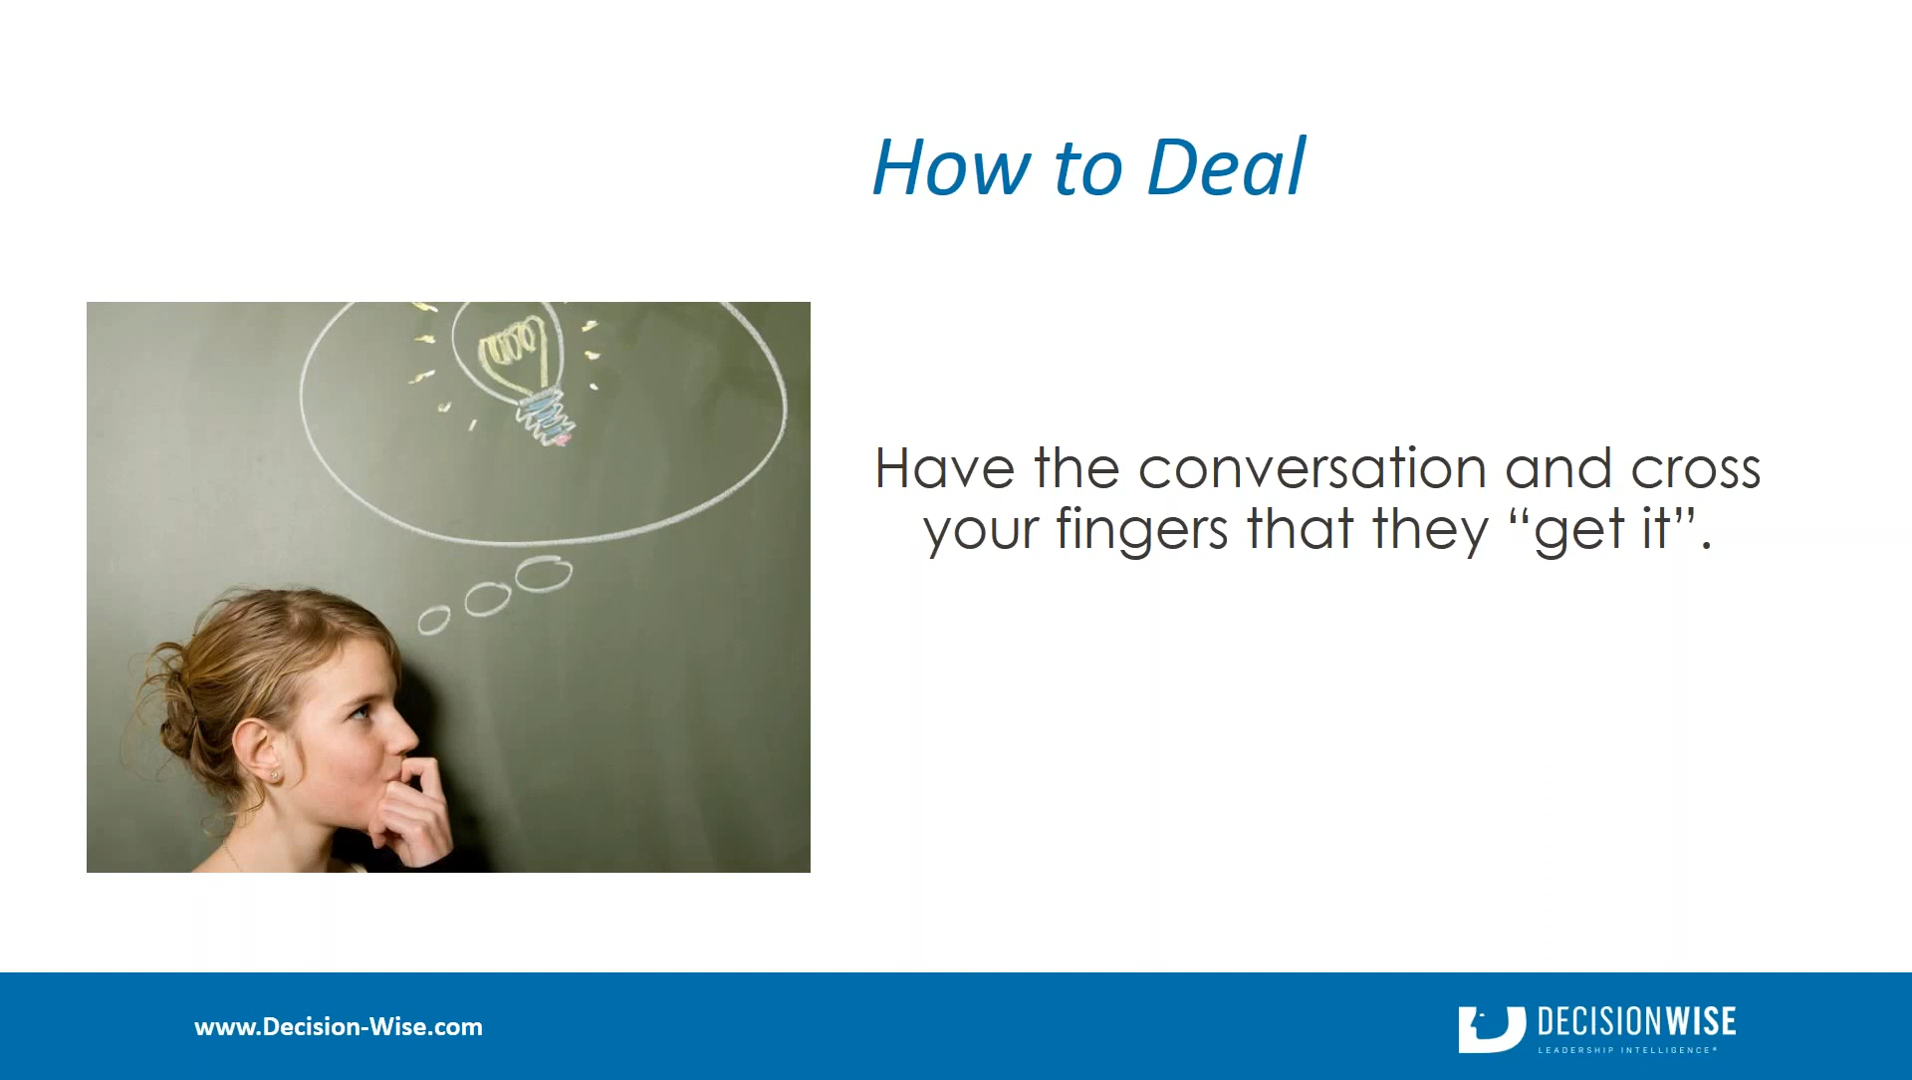 How to Deal
Have the conversation and cross
your fingers that they “get it”.
www.Decision-Wise.com
DECISIONWISE
LEADERSHIP INTELLIGENCE®